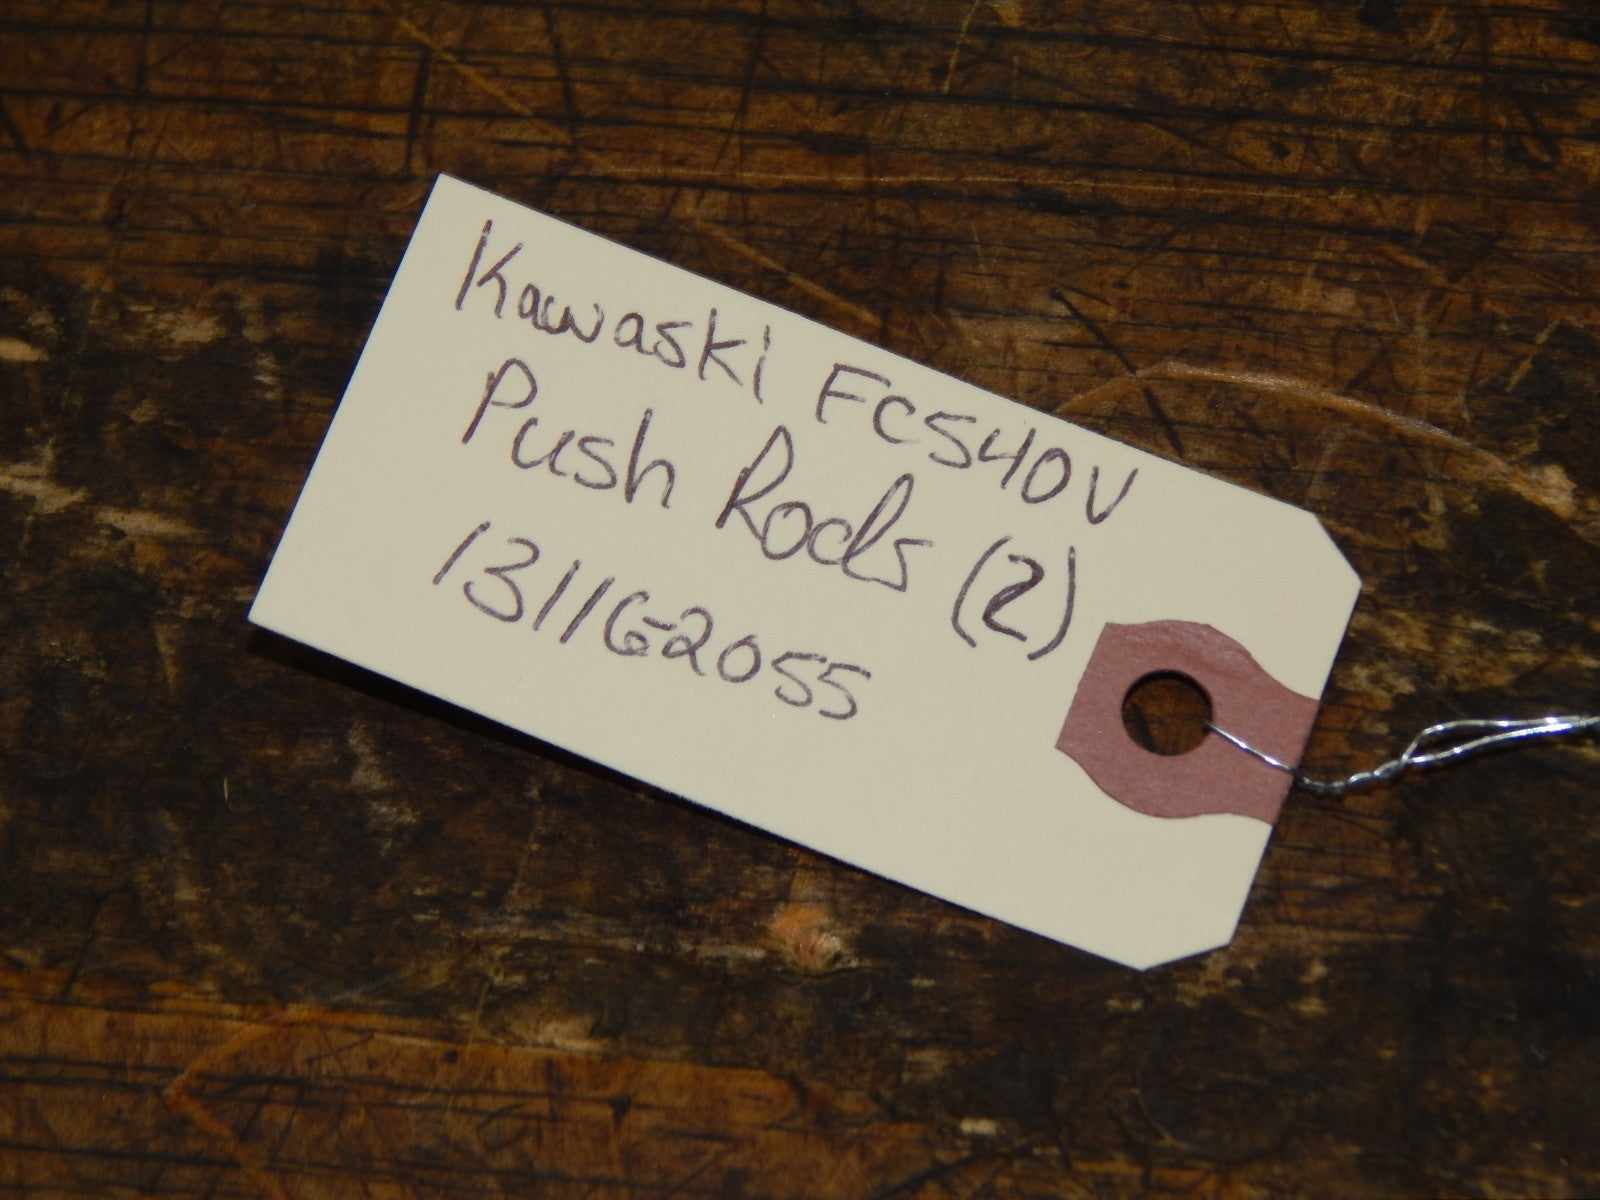 Kawaski FC540V
Push Rods (2)
13116-2055